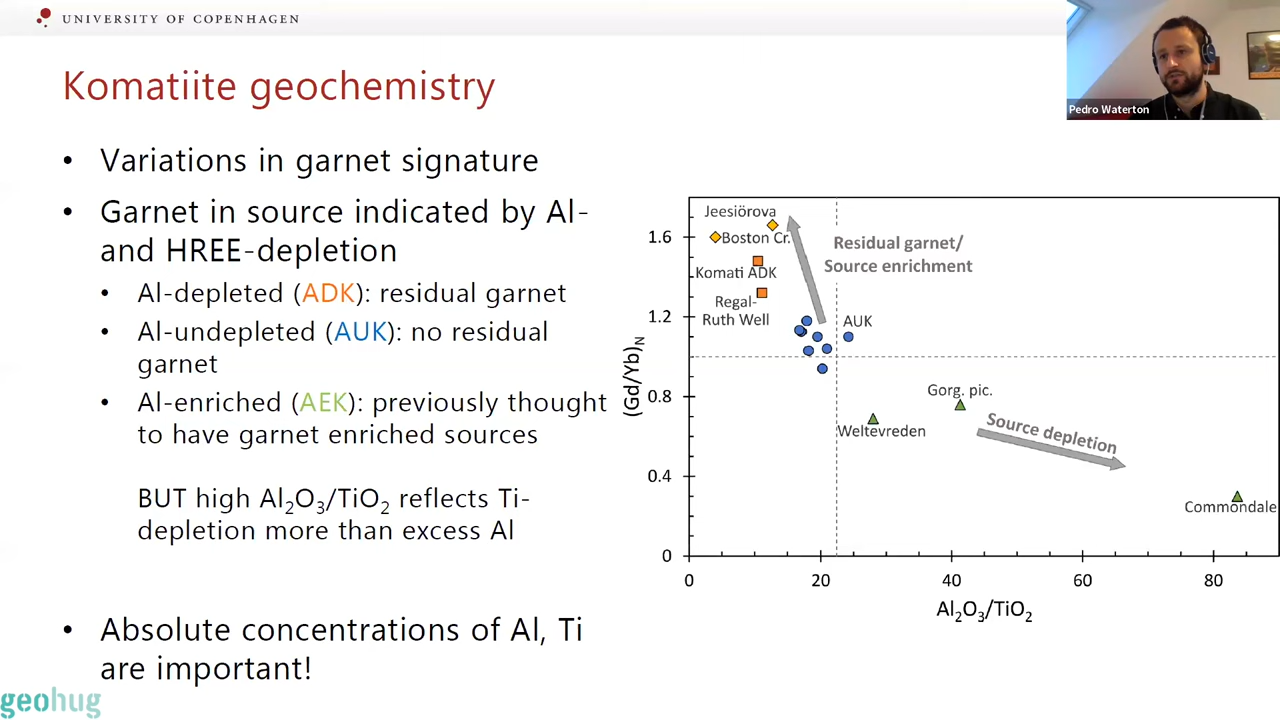 UNIVERSITY OF COPENHAGEN
Pedro Waterton
Komatiite geochemistry
• Variations in garnet signature
• Garnet in source indicated by Al-
and HREE-depletion
• Al-depleted (ADK): residual garnet
• Al-undepleted (AUK): no residual
garnet
• Al-enriched (AEK): previously thought
to have garnet enriched sources
BUT high Al₂O₃/TiO₂ reflects Ti-
depletion more than excess Al
• Absolute concentrations of Al, Ti
are important!
geohug
(Gd/Yb)N
1.6
1.2
0.8
0.4
0
Jeesiörova
Boston Cr.
Komati ADK
Regal-
Ruth Well
Residual garnet/
Source enrichment
AUK
Gorg. pic.
Weltevreden
Source depletion
Commondale
0 20 40 60 80
Al₂O₃/TiO₂